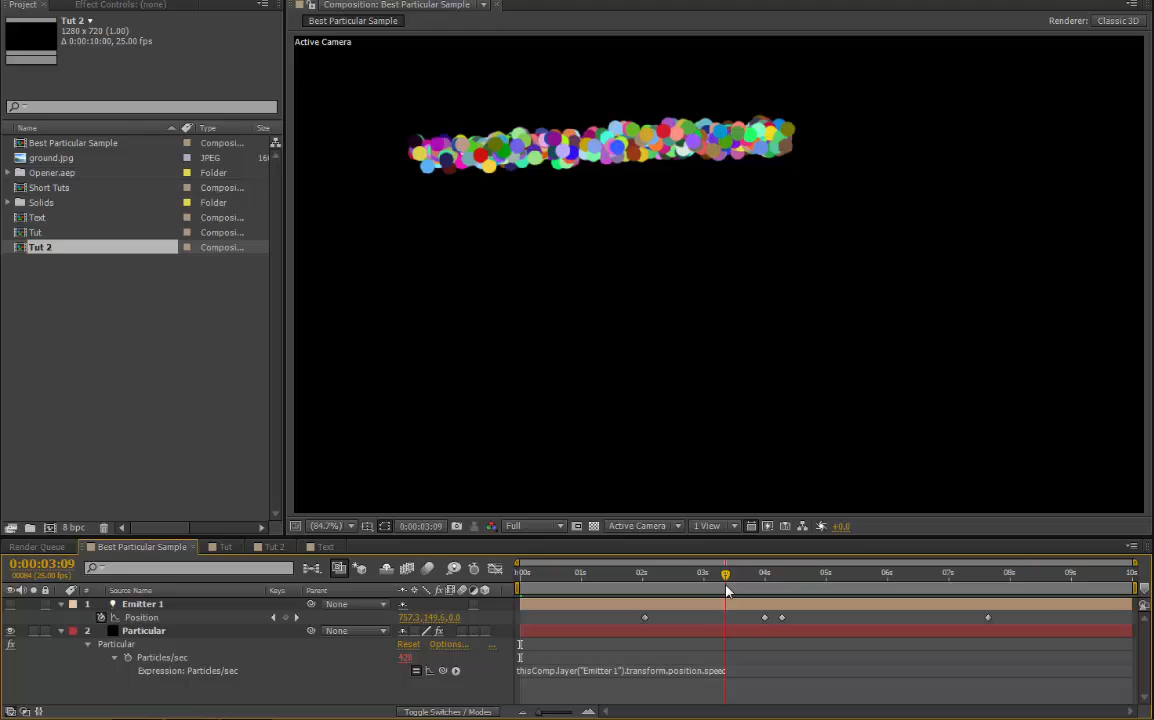 Project × Effect Controls: (none)
Composition: Best Particular Sample
Tut 2
1280 x 720 (1.00)
Δ 0:00:10:00, 25.00 fps
Best Particular Sample
Renderer: Classic 3D
Active Camera
Name Type Size
Best Particular Sample Composi...
ground.jpg JPEG 16
Opener.aep Folder
Short Tuts Composi...
Solids Folder
Text Composi...
Tut Composi...
Tut 2 Composi...
8 bpc
(84.7%) 0:00:03:09 Full Active Camera 1 View +0.0
Render Queue Best Particular Sample × Tut Tut 2 Text
0:00:03:09
00084 (25.00 fps)
# Source Name Keys Parent
:00s 01s 02s 03s 04s 05s 06s 07s 08s 09s 10s
1 Emitter 1 None
Position 757.3,149.6,0.0
2 Particular None
Particular Reset Options... ...
Particles/sec 428
Expression: Particles/sec thisComp.layer("Emitter 1").transform.position.speed
Toggle Switches / Modes